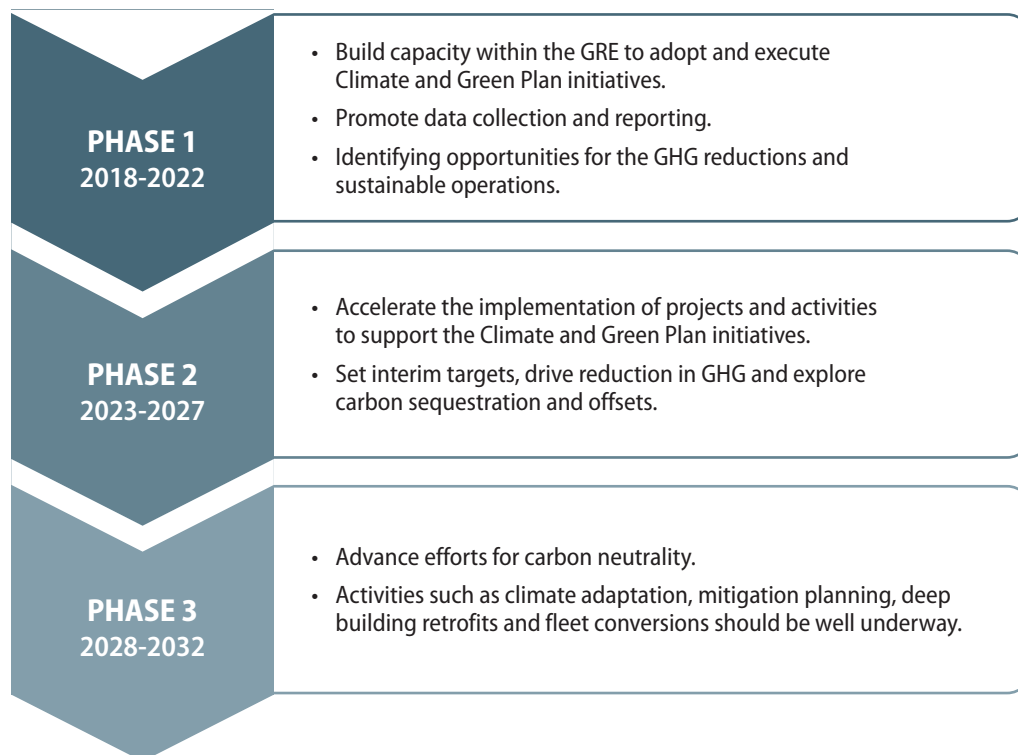 PHASE 1
2018-2022
• Build capacity within the GRE to adopt and execute
Climate and Green Plan initiatives.
• Promote data collection and reporting.
• Identifying opportunities for the GHG reductions and
sustainable operations.
PHASE 2
2023-2027
• Accelerate the implementation of projects and activities
to support the Climate and Green Plan initiatives.
• Set interim targets, drive reduction in GHG and explore
carbon sequestration and offsets.
PHASE 3
2028-2032
• Advance efforts for carbon neutrality.
• Activities such as climate adaptation, mitigation planning, deep
building retrofits and fleet conversions should be well underway.